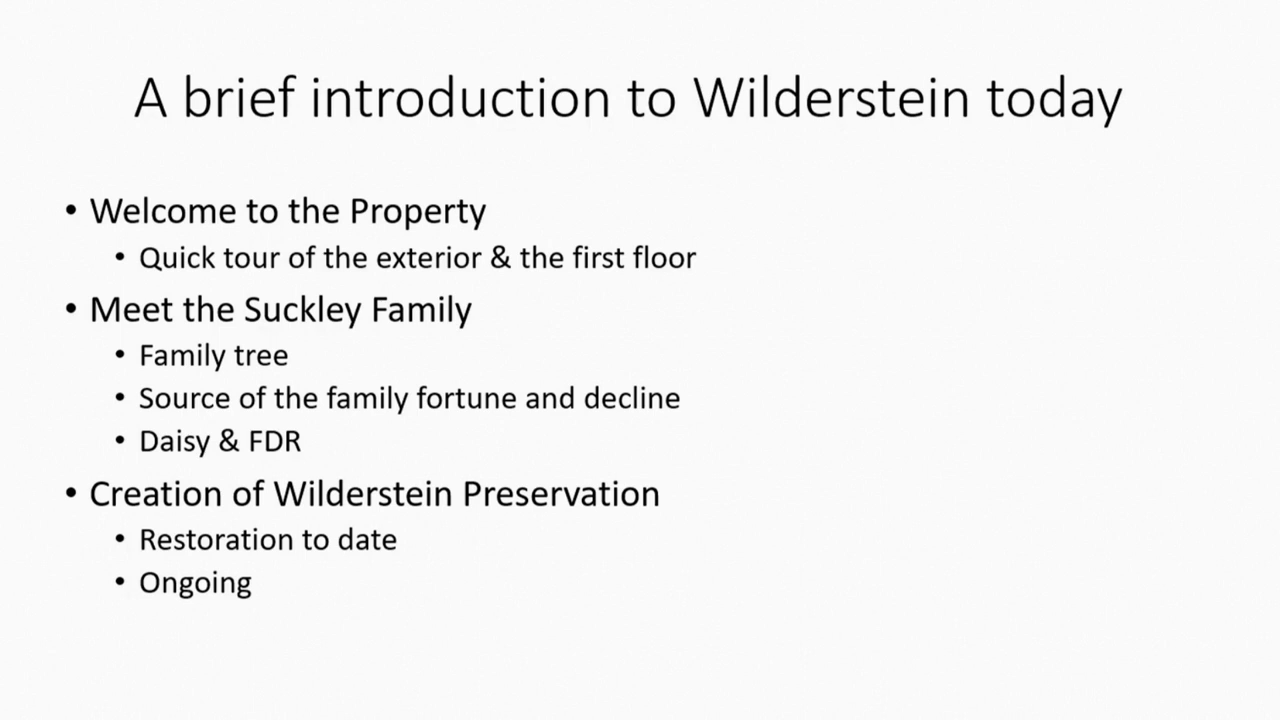 A brief introduction to Wilderstein today
• Welcome to the Property
• Quick tour of the exterior & the first floor
• Meet the Suckley Family
• Family tree
• Source of the family fortune and decline
• Daisy & FDR
• Creation of Wilderstein Preservation
• Restoration to date
• Ongoing